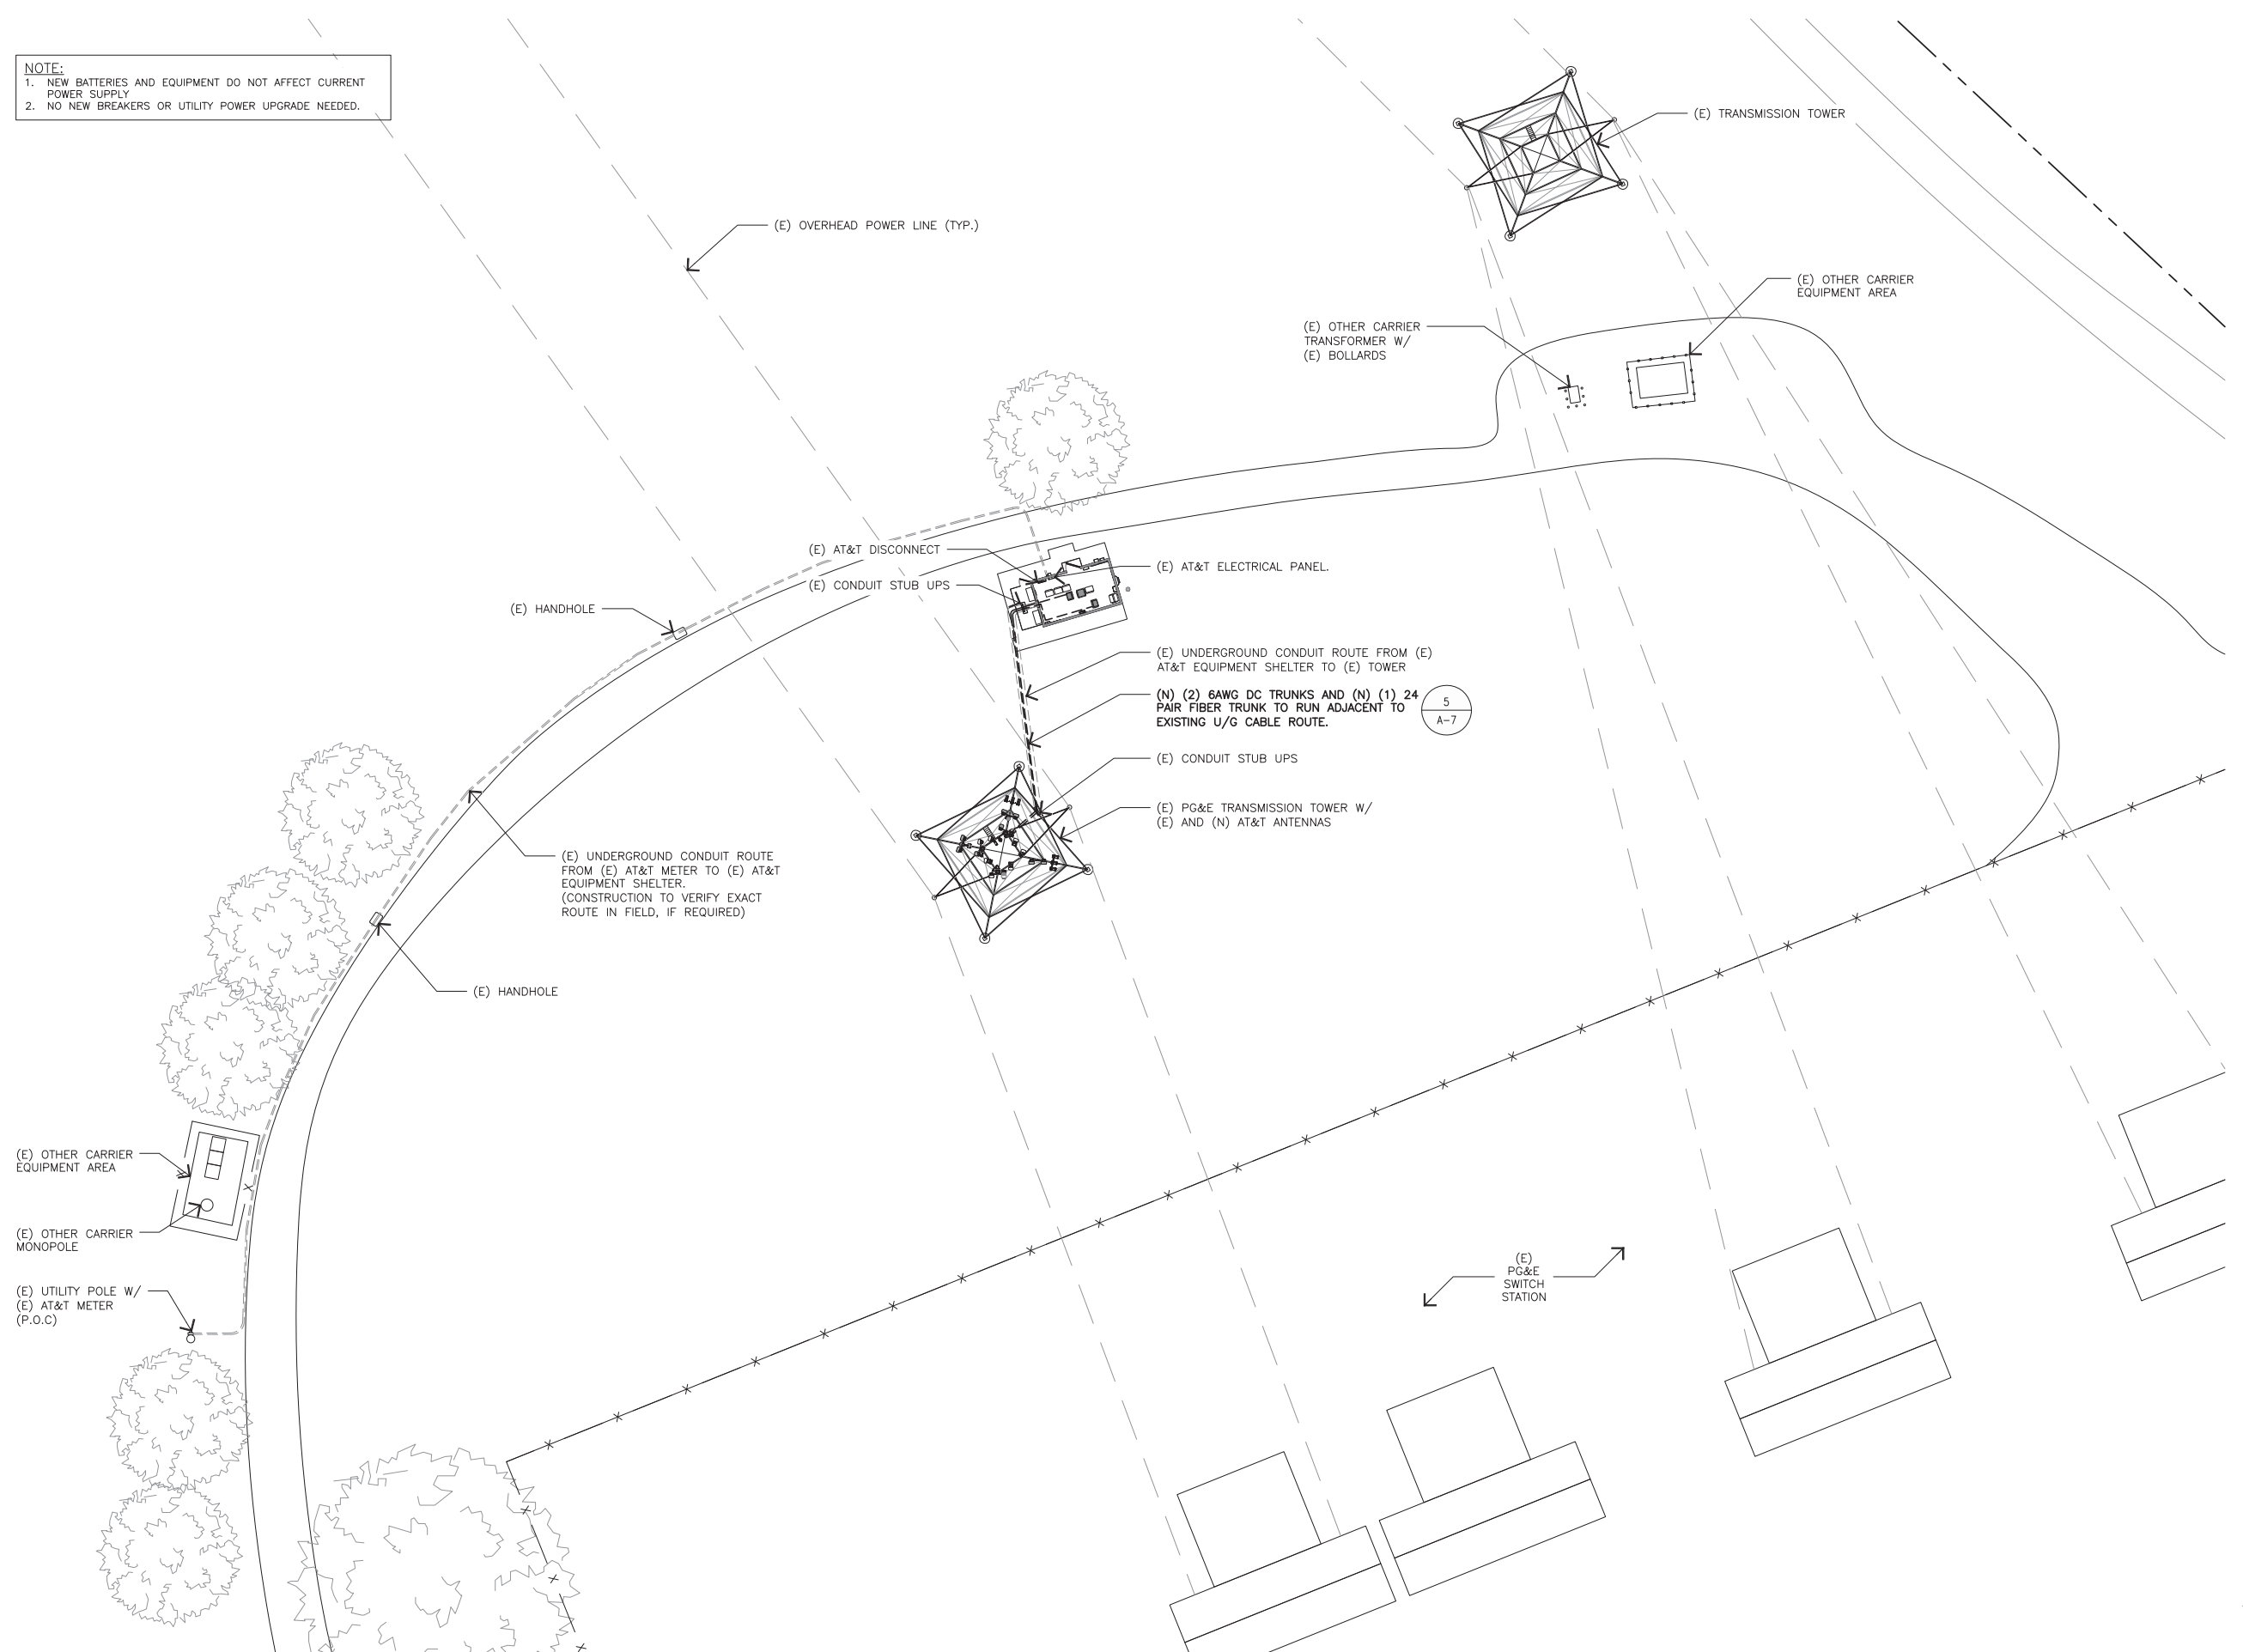 NOTE:
1. NEW BATTERIES AND EQUIPMENT DO NOT AFFECT CURRENT
POWER SUPPLY
2. NO NEW BREAKERS OR UTILITY POWER UPGRADE NEEDED.
(E) TRANSMISSION TOWER
(E) OVERHEAD POWER LINE (TYP.)
(E) OTHER CARRIER
EQUIPMENT AREA
(E) OTHER CARRIER
TRANSFORMER W/
(E) BOLLARDS
(E) AT&T DISCONNECT
(E) AT&T ELECTRICAL PANEL.
(E) CONDUIT STUB UPS
(E) HANDHOLE
(E) UNDERGROUND CONDUIT ROUTE FROM (E)
AT&T EQUIPMENT SHELTER TO (E) TOWER
(N) (2) 6AWG DC TRUNKS AND (N) (1) 24
PAIR FIBER TRUNK TO RUN ADJACENT TO
EXISTING U/G CABLE ROUTE.
5
A-7
(E) CONDUIT STUB UPS
(E) PG&E TRANSMISSION TOWER W/
(E) AND (N) AT&T ANTENNAS
(E) UNDERGROUND CONDUIT ROUTE
FROM (E) AT&T METER TO (E) AT&T
EQUIPMENT SHELTER.
(CONSTRUCTION TO VERIFY EXACT
ROUTE IN FIELD, IF REQUIRED)
(E) HANDHOLE
(E) OTHER CARRIER
EQUIPMENT AREA
(E) OTHER CARRIER
MONOPOLE
(E) UTILITY POLE W/
(E) AT&T METER
(P.O.C)
(E)
PG&E
SWITCH
STATION